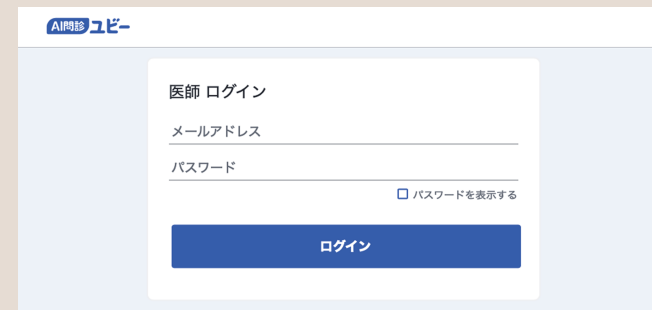 AI問診ユビー
医師 ログイン
メールアドレス
パスワード
パスワードを表示する
ログイン